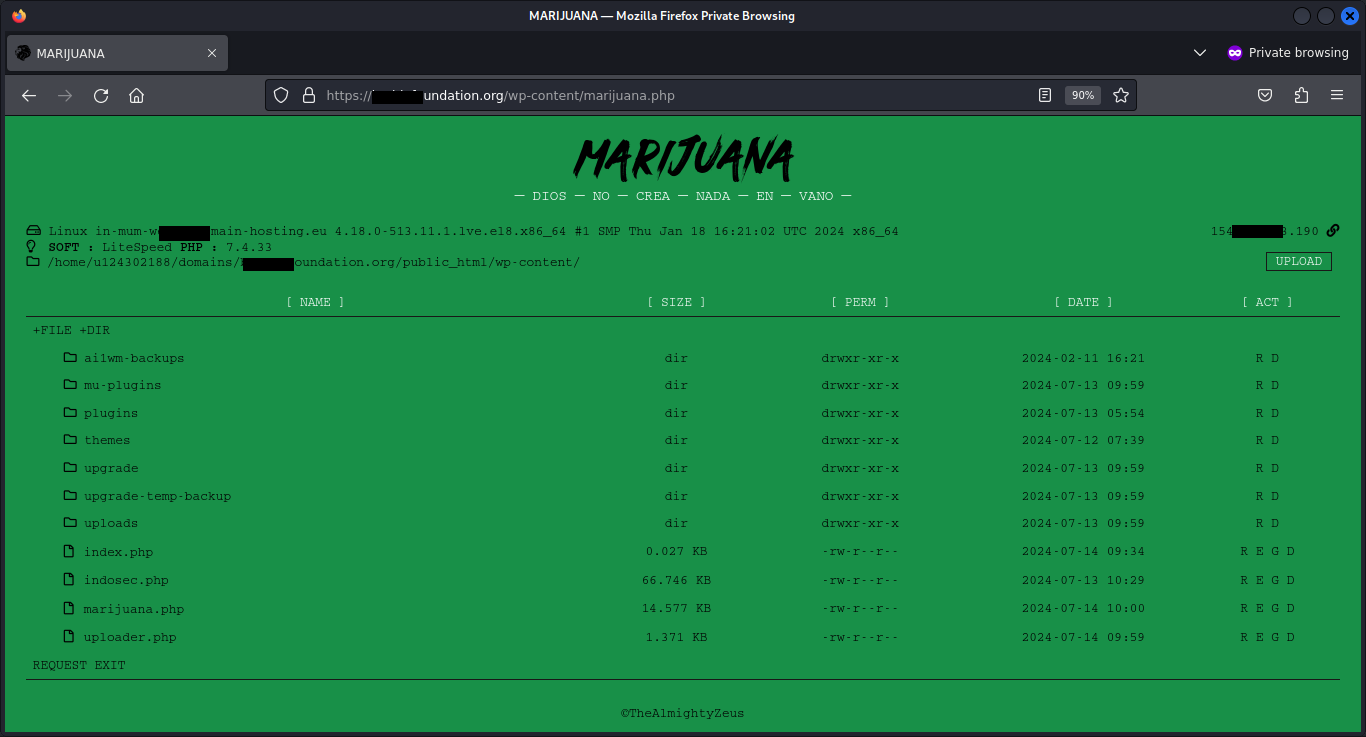 MARIJUANA — Mozilla Firefox Private Browsing
MARIJUANA
Private browsing
https:// undation.org/wp-content/marijuana.php
90%
MARIJUANA
— DIOS — NO — CREA — NADA — EN — VANO —
Linux in-mum-w main-hosting.eu 4.18.0-513.11.1.lve.el8.x86_64 #1 SMP Thu Jan 18 16:21:02 UTC 2024 x86_64 154 .190
SOFT : LiteSpeed PHP : 7.4.33
/home/u124302188/domains/ oundation.org/public_html/wp-content/ UPLOAD
[ NAME ] [ SIZE ] [ PERM ] [ DATE ] [ ACT ]
+FILE +DIR
ai1wm-backups dir drwxr-xr-x 2024-02-11 16:21 R D
mu-plugins dir drwxr-xr-x 2024-07-13 09:59 R D
plugins dir drwxr-xr-x 2024-07-13 05:54 R D
themes dir drwxr-xr-x 2024-07-12 07:39 R D
upgrade dir drwxr-xr-x 2024-07-13 09:59 R D
upgrade-temp-backup dir drwxr-xr-x 2024-07-13 09:59 R D
uploads dir drwxr-xr-x 2024-07-13 09:59 R D
index.php 0.027 KB -rw-r--r-- 2024-07-14 09:34 R E G D
indosec.php 66.746 KB -rw-r--r-- 2024-07-13 10:29 R E G D
marijuana.php 14.577 KB -rw-r--r-- 2024-07-14 10:00 R E G D
uploader.php 1.371 KB -rw-r--r-- 2024-07-14 09:59 R E G D
REQUEST EXIT
©TheAlmightyZeus